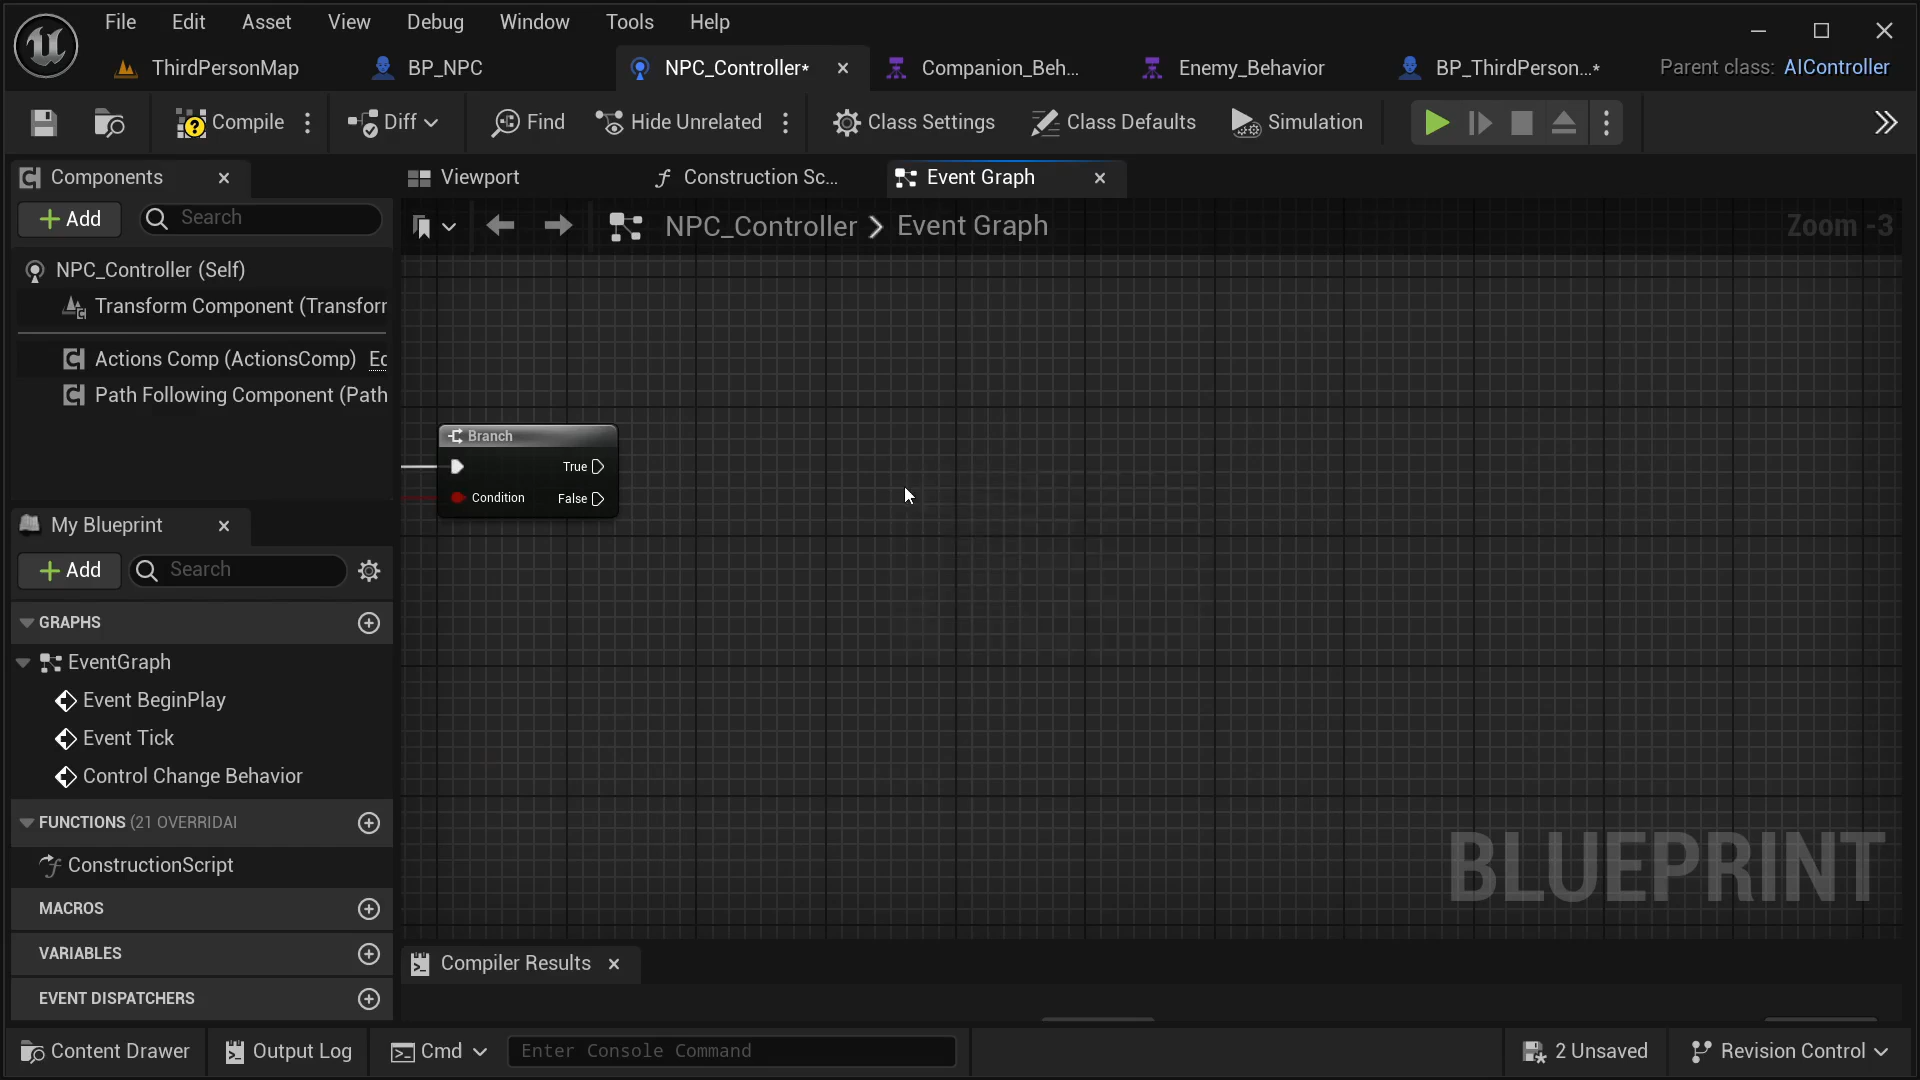 File Edit Asset View Debug Window Tools Help
ThirdPersonMap BP_NPC NPC_Controller* Companion_Beh... Enemy_Behavior BP_ThirdPerson...* Parent class: AIController
Compile Diff Find Hide Unrelated Class Settings Class Defaults Simulation
Components
Viewport Construction Sc... Event Graph
Add Search
NPC_Controller > Event Graph
Zoom -3
NPC_Controller (Self)
Transform Component (Transfor
Actions Comp (ActionsComp) Ed
Path Following Component (Path
Branch
True
Condition False
My Blueprint
Add Search
GRAPHS
EventGraph
Event BeginPlay
Event Tick
Control Change Behavior
FUNCTIONS (21 OVERRIDAI
ConstructionScript
MACROS
VARIABLES
EVENT DISPATCHERS
BLUEPRINT
Compiler Results
Content Drawer Output Log Cmd Enter Console Command 2 Unsaved Revision Control